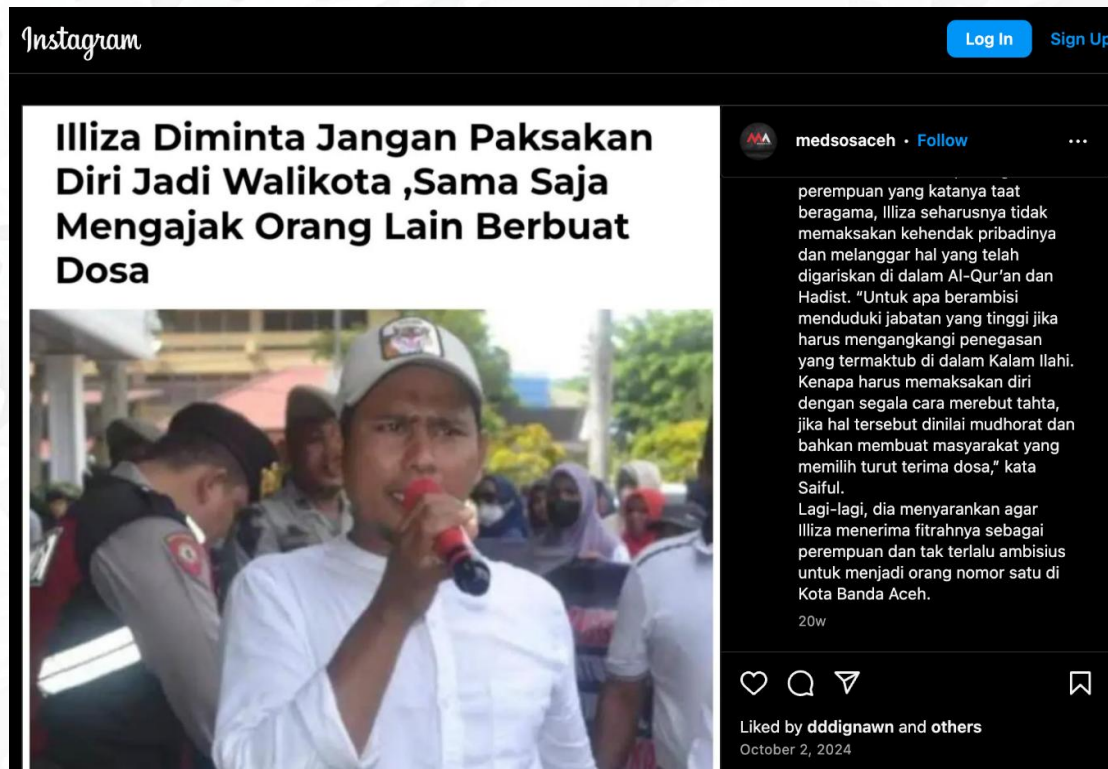 Instagram
Log In
Sign Up
Illiza Diminta Jangan Paksakan
Diri Jadi Walikota ,Sama Saja
Mengajak Orang Lain Berbuat
Dosa
medsosaceh • Follow
perempuan yang katanya taat
beragama, Illiza seharusnya tidak
memaksakan kehendak pribadinya
dan melanggar hal yang telah
digariskan di dalam Al-Qur’an dan
Hadist. “Untuk apa berambisi
menduduki jabatan yang tinggi jika
harus mengangkangi penegasan
yang termaktub di dalam Kalam Ilahi.
Kenapa harus memaksakan diri
dengan segala cara merebut tahta,
jika hal tersebut dinilai mudhorat dan
bahkan membuat masyarakat yang
memilih turut terima dosa,” kata
Saiful.
Lagi-lagi, dia menyarankan agar
Illiza menerima fitrahnya sebagai
perempuan dan tak terlalu ambisius
untuk menjadi orang nomor satu di
Kota Banda Aceh.
20w
Liked by dddignawn and others
October 2, 2024